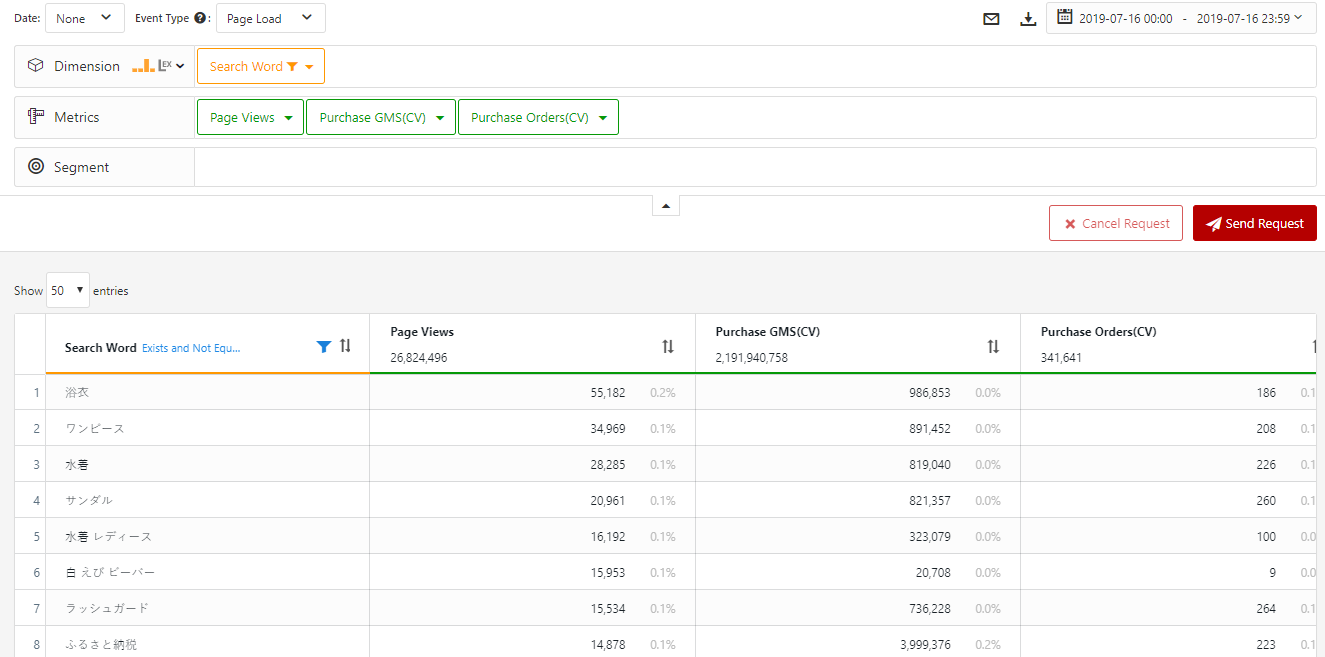 Date: None Event Type ? : Page Load 2019-07-16 00:00 - 2019-07-16 23:59
Dimension LEX Search Word
Metrics Page Views Purchase GMS(CV) Purchase Orders(CV)
Segment
Cancel Request Send Request
Show 50 entries
Search Word Exists and Not Equ... Page Views 26,824,496 Purchase GMS(CV) 2,191,940,758 Purchase Orders(CV) 341,641
1 浴衣 55,182 0.2% 986,853 0.0% 186 0.1
2 ワンピース 34,969 0.1% 891,452 0.0% 208 0.1
3 水着 28,285 0.1% 819,040 0.0% 226 0.1
4 サンダル 20,961 0.1% 821,357 0.0% 260 0.1
5 水着 レディース 16,192 0.1% 323,079 0.0% 100 0.0
6 白 えび ビーバー 15,953 0.1% 20,708 0.0% 9 0.0
7 ラッシュガード 15,534 0.1% 736,228 0.0% 264 0.1
8 ふるさと納税 14,878 0.1% 3,999,376 0.2% 223 0.1